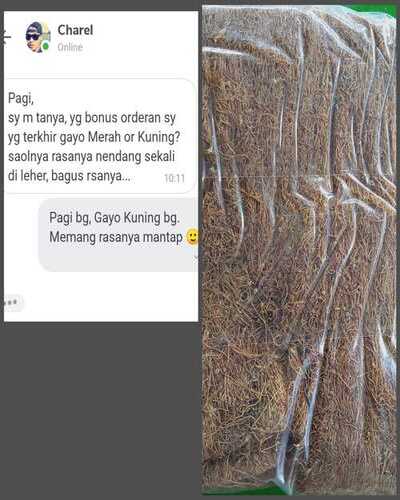 Charel
Online
Pagi,
sy m tanya, yg bonus orderan sy
yg terkhir gayo Merah or Kuning?
saolnya rasanya nendang sekali
di leher, bagus rsanya...
10:11
Pagi bg, Gayo Kuning bg.
Memang rasanya mantap 🙂